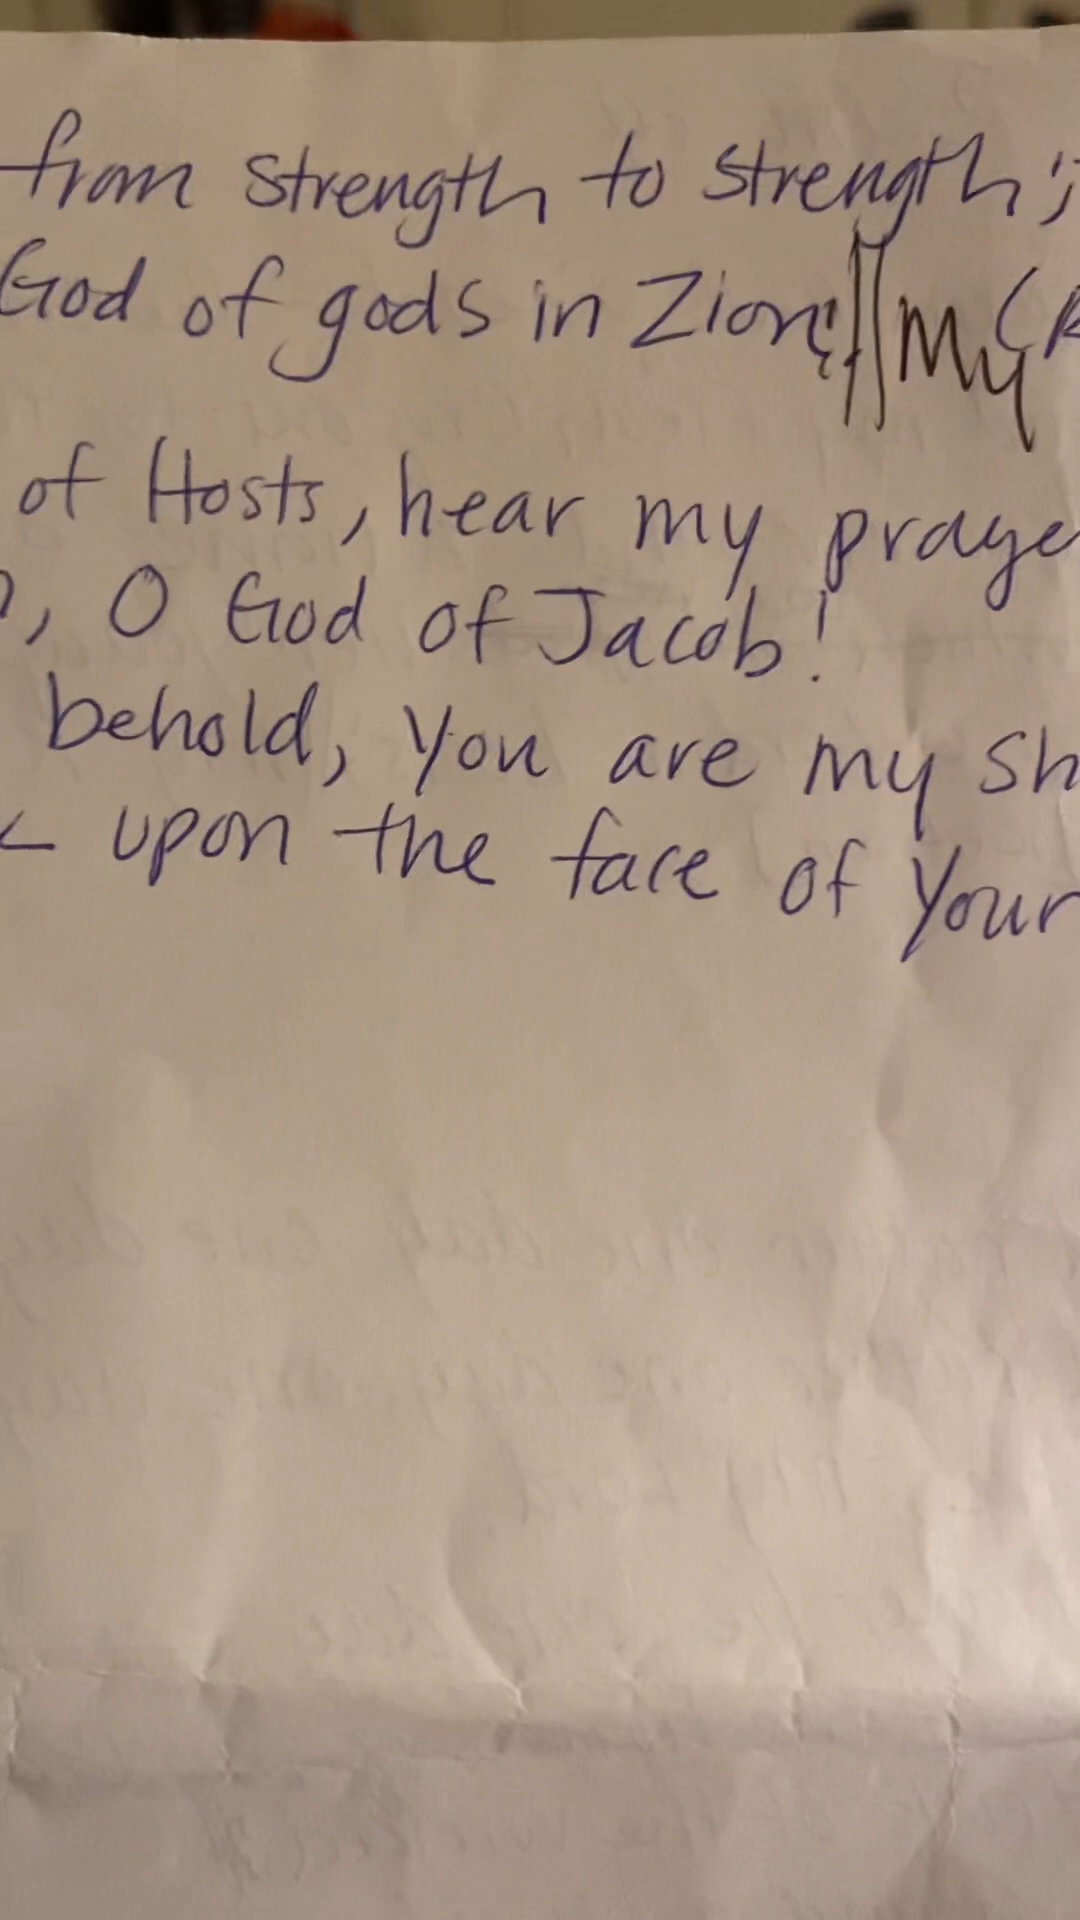 from strength to strength;
God of gods in Zion. My
of Hosts, hear my praye
, O God of Jacob!
behold, You are my Sh
upon the face of Your